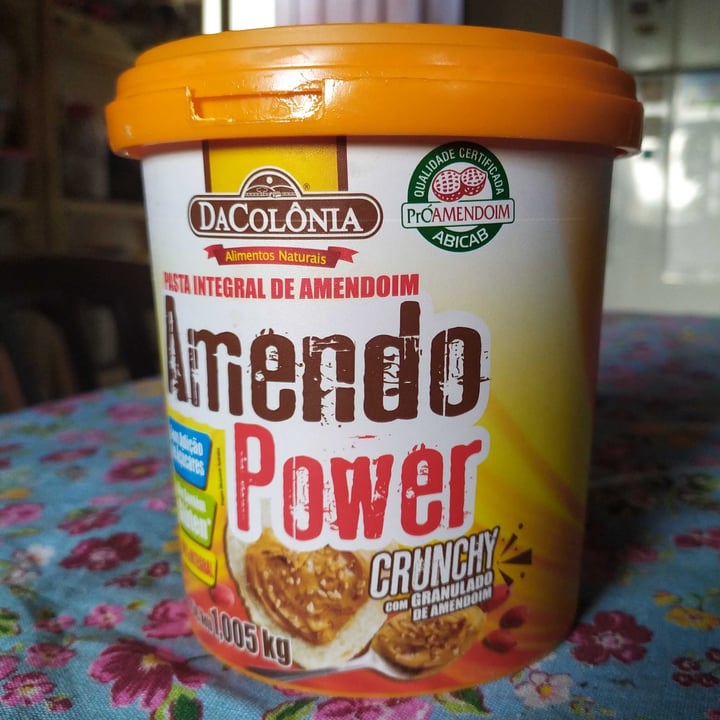 DaColônia
®
Alimentos Naturais
QUALIDADE CERTIFICADA
PróAMENDOIM
ABICAB
PASTA INTEGRAL DE AMENDOIM
Amendo
Power
Adição
CRUNCHY
COM GRANULADO
DE AMENDOIM
1,005 kg